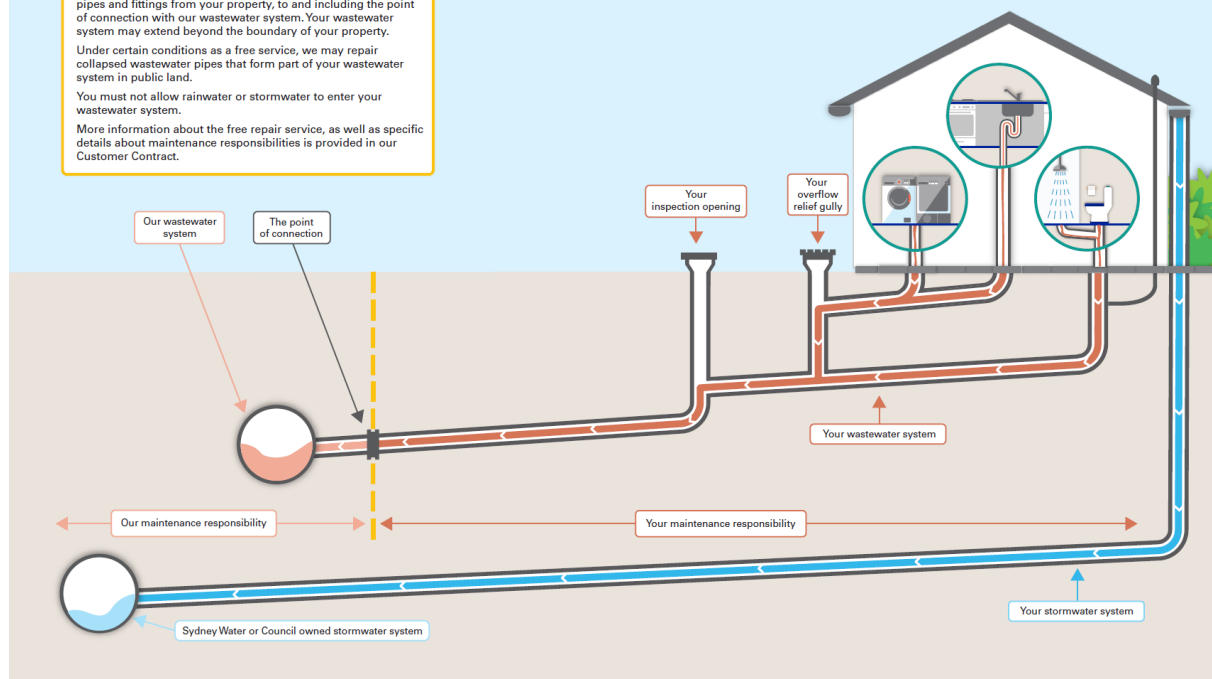 pipes and fittings from your property, to and including the point
of connection with our wastewater system. Your wastewater
system may extend beyond the boundary of your property.
Under certain conditions as a free service, we may repair
collapsed wastewater pipes that form part of your wastewater
system in public land.
You must not allow rainwater or stormwater to enter your
wastewater system.
More information about the free repair service, as well as specific
details about maintenance responsibilities is provided in our
Customer Contract.
Our wastewater
system
The point
of connection
Your
inspection opening
Your
overflow
relief gully
Your wastewater system
Our maintenance responsibility
Your maintenance responsibility
Your stormwater system
Sydney Water or Council owned stormwater system